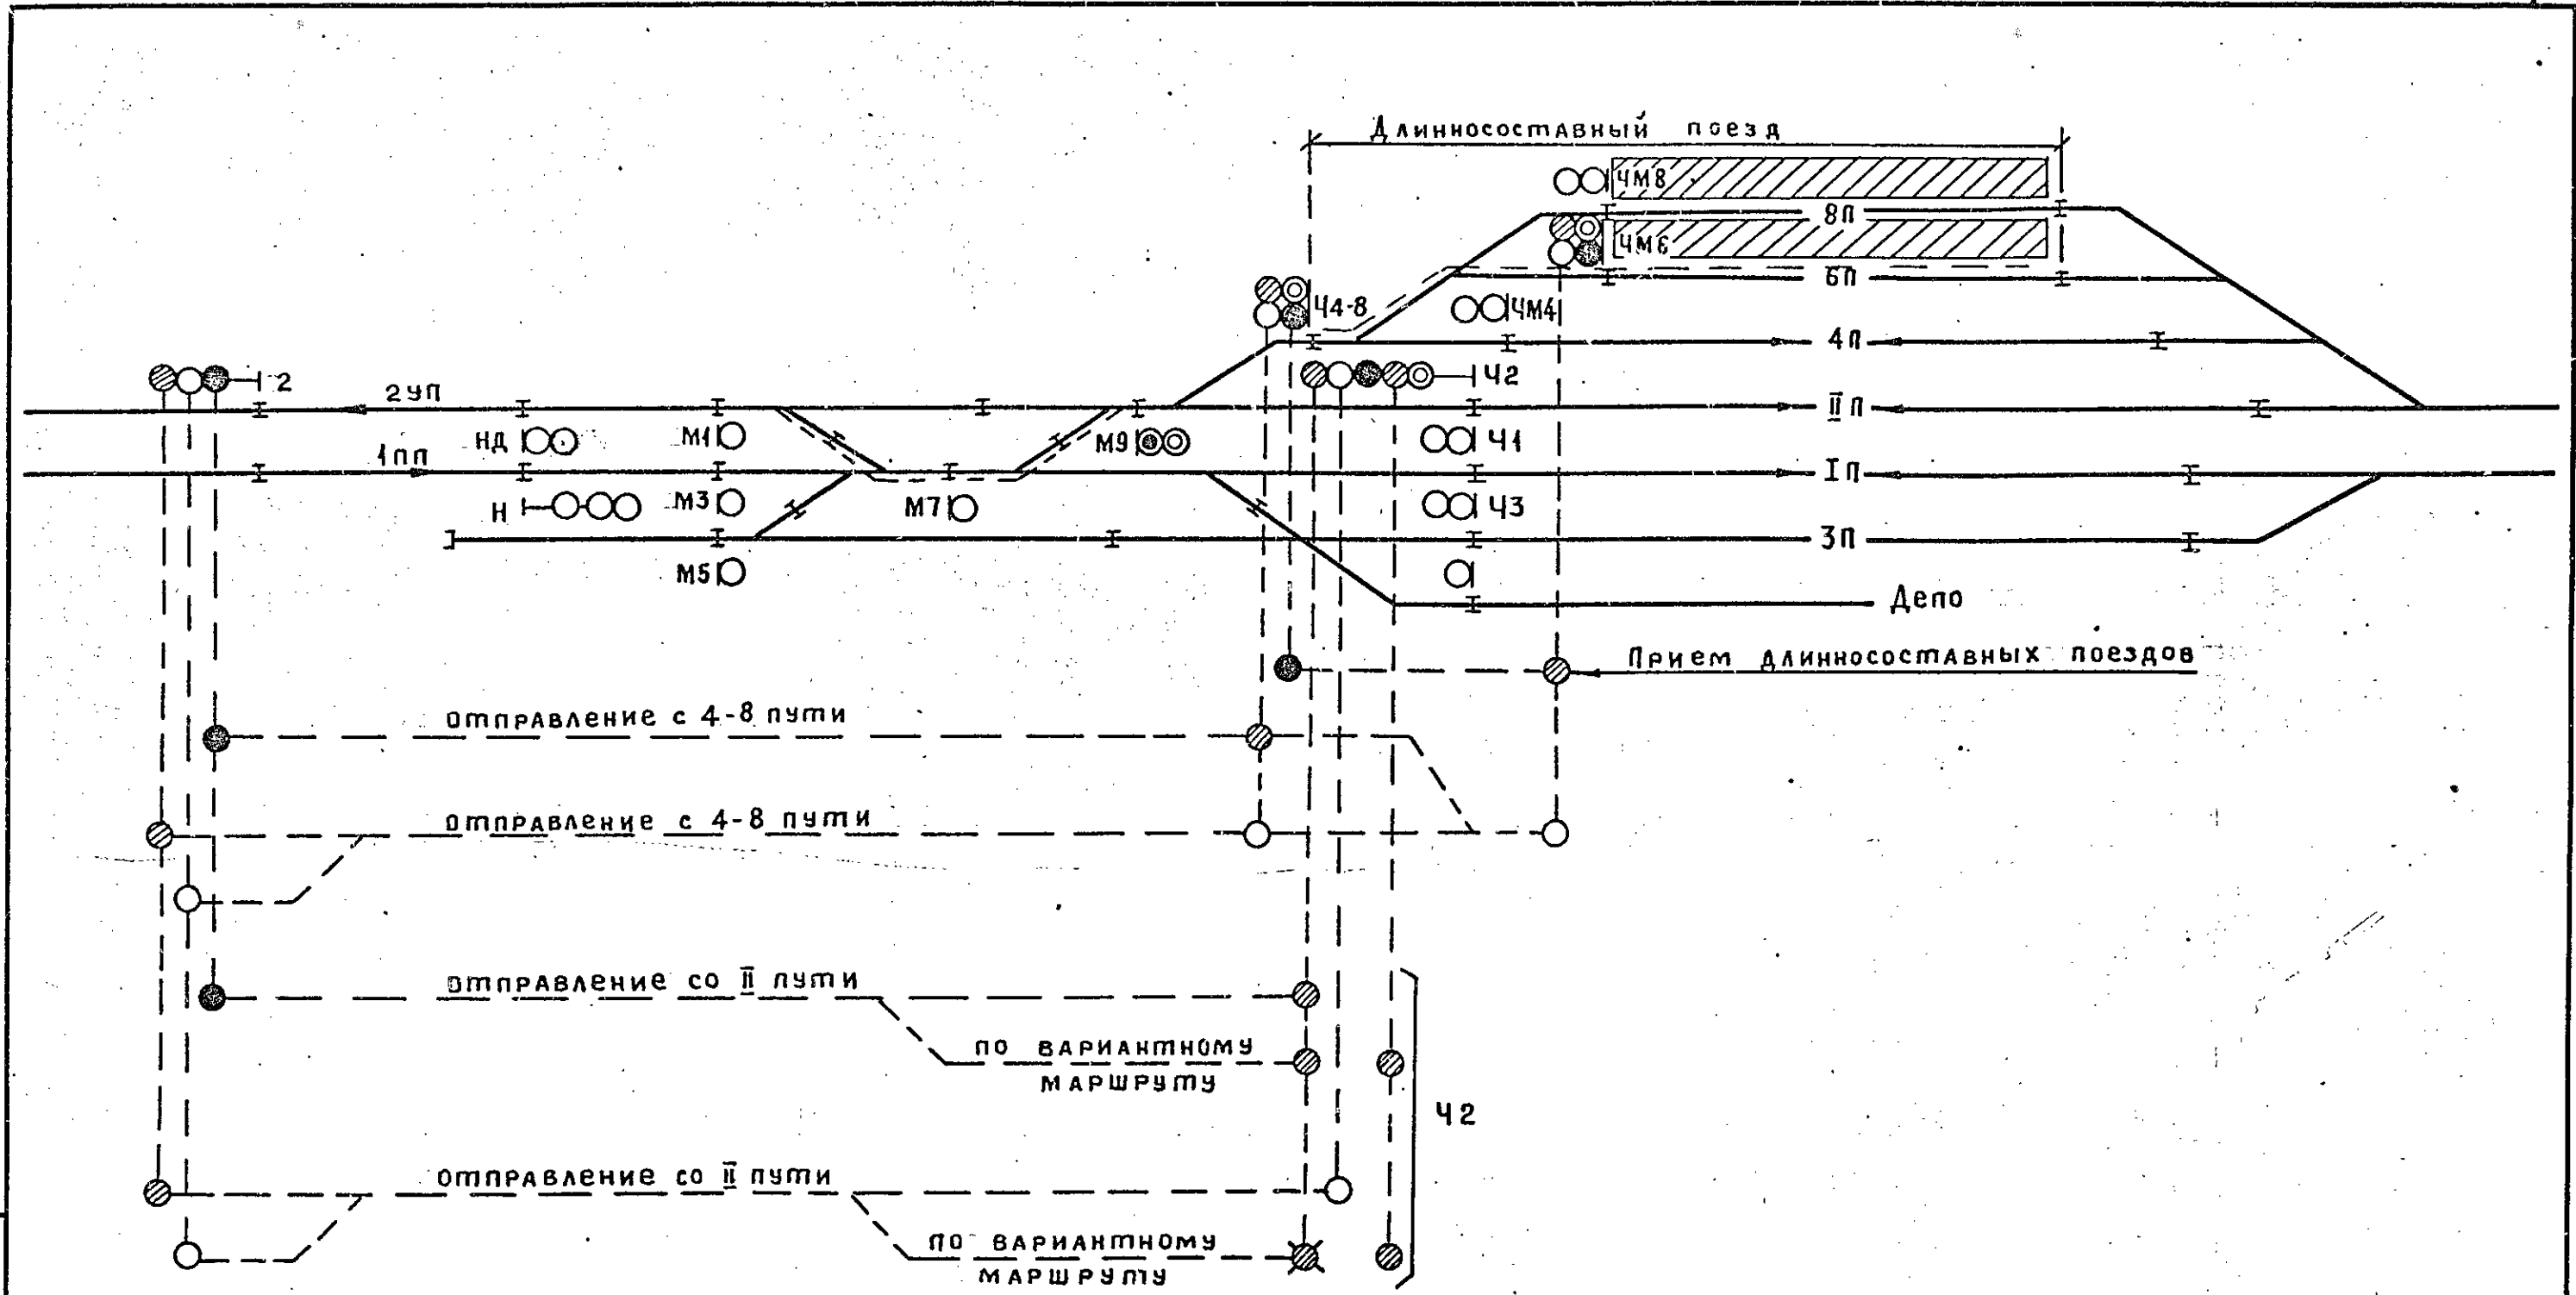 Длинносоставный поезд
ЧМ8
8П
ЧМ6
6П
Ч4-8
ЧМ4
4П
2
Ч2
2УП
IIП
НД
М1
М9
Ч1
1ПП
IП
Н
М3
М7
Ч3
3П
М5
Депо
Прием длинносоставных поездов
Отправление с 4-8 пути
Отправление с 4-8 пути
Отправление со II пути
по вариантному
маршруту
Ч2
Отправление со II пути
по вариантному
маршруту